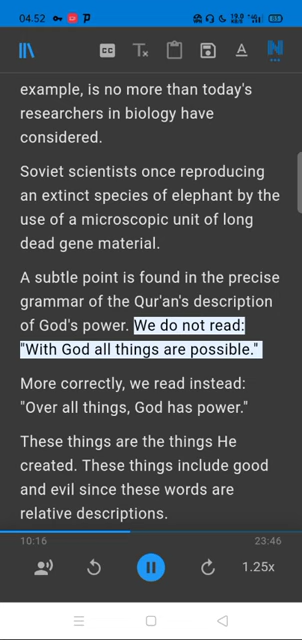 04.52
19.8
KB/s
4G
CC
example, is no more than today's
researchers in biology have
considered.
Soviet scientists once reproducing
an extinct species of elephant by the
use of a microscopic unit of long
dead gene material.
A subtle point is found in the precise
grammar of the Qur'an's description
of God's power. We do not read:
"With God all things are possible."
More correctly, we read instead:
"Over all things, God has power."
These things are the things He
created. These things include good
and evil since these words are
relative descriptions.
10:16
23:46
1.25x